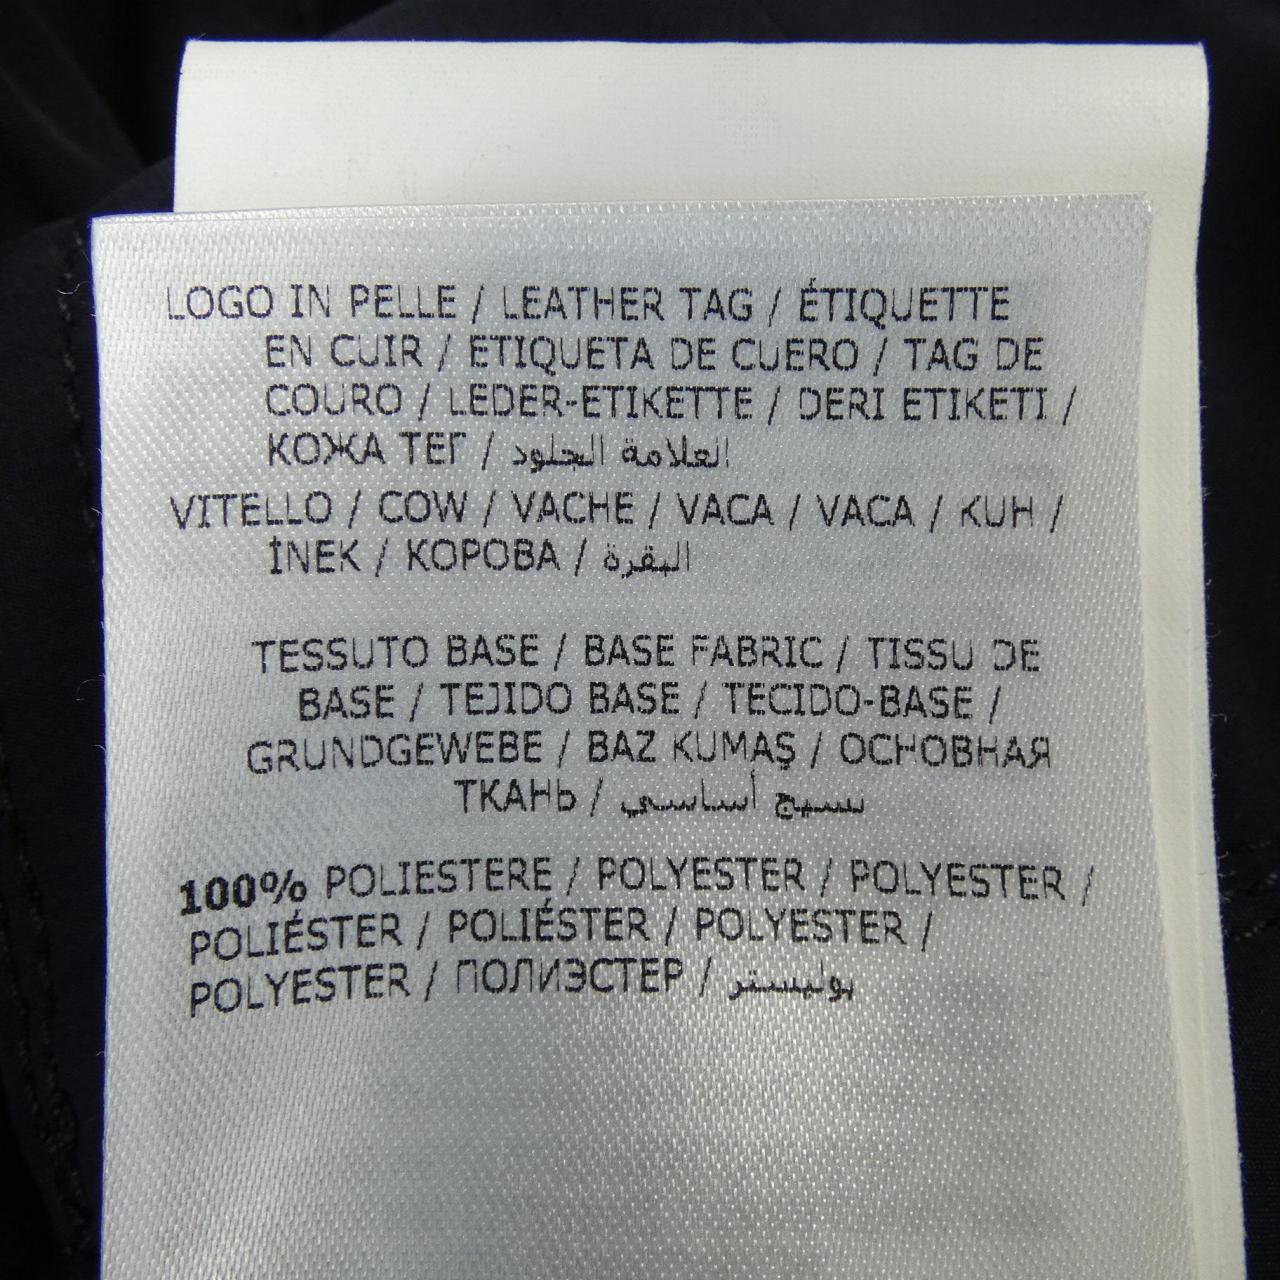 LOGO IN PELLE / LEATHER TAG / ÉTIQUETTE
EN CUIR / ETIQUETA DE CUERO / TAG DE
COURO / LEDER-ETIKETTE / DERI ETIKETI /
КОЖА ТЕГ / العلامة الجلود
VITELLO / COW / VACHE / VACA / VACA / KUH /
İNEK / КОРОВА / البقرة
TESSUTO BASE / BASE FABRIC / TISSU DE
BASE / TEJIDO BASE / TECIDO-BASE /
GRUNDGEWEBE / BAZ KUMAŞ / ОСНОВНАЯ
ТКАНЬ / نسيج أساسي
100% POLIESTERE / POLYESTER / POLYESTER /
POLIÉSTER / POLIÉSTER / POLYESTER /
POLYESTER / ПОЛИЭСТЕР / بوليستر